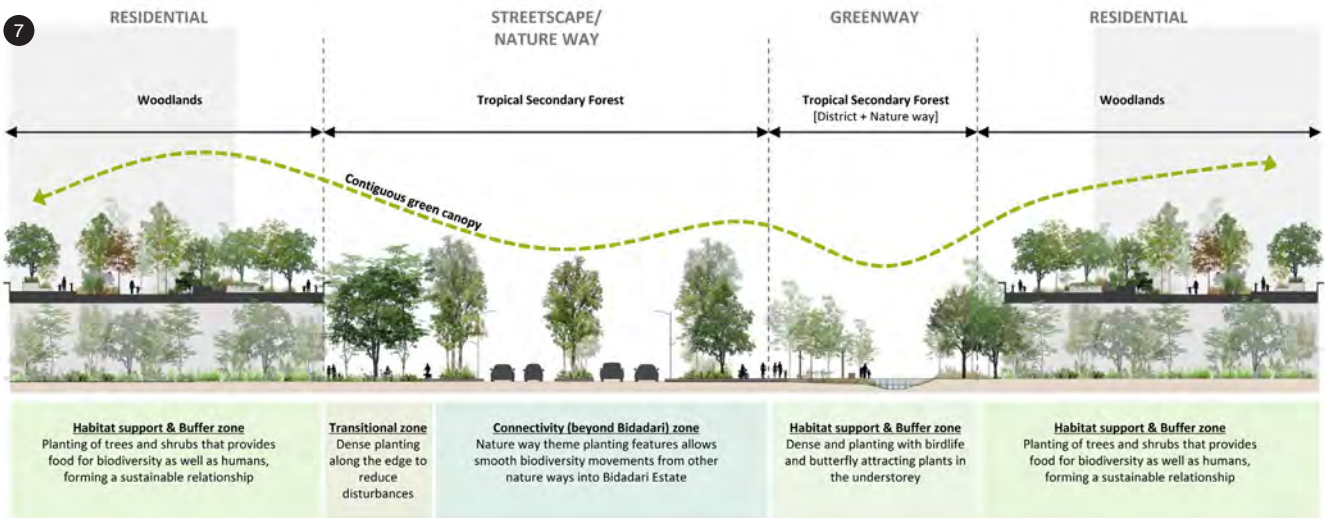 7
RESIDENTIAL
STREETSCAPE/
NATURE WAY
GREENWAY
RESIDENTIAL
Woodlands
Tropical Secondary Forest
Tropical Secondary Forest
[District + Nature way]
Woodlands
Contiguous green canopy
Habitat support & Buffer zone
Planting of trees and shrubs that provides
food for biodiversity as well as humans,
forming a sustainable relationship
Transitional zone
Dense planting
along the edge to
reduce
disturbances
Connectivity (beyond Bidadari) zone
Nature way theme planting features allows
smooth biodiversity movements from other
nature ways into Bidadari Estate
Habitat support & Buffer zone
Dense and planting with birdlife
and butterfly attracting plants in
the understorey
Habitat support & Buffer zone
Planting of trees and shrubs that provides
food for biodiversity as well as humans,
forming a sustainable relationship